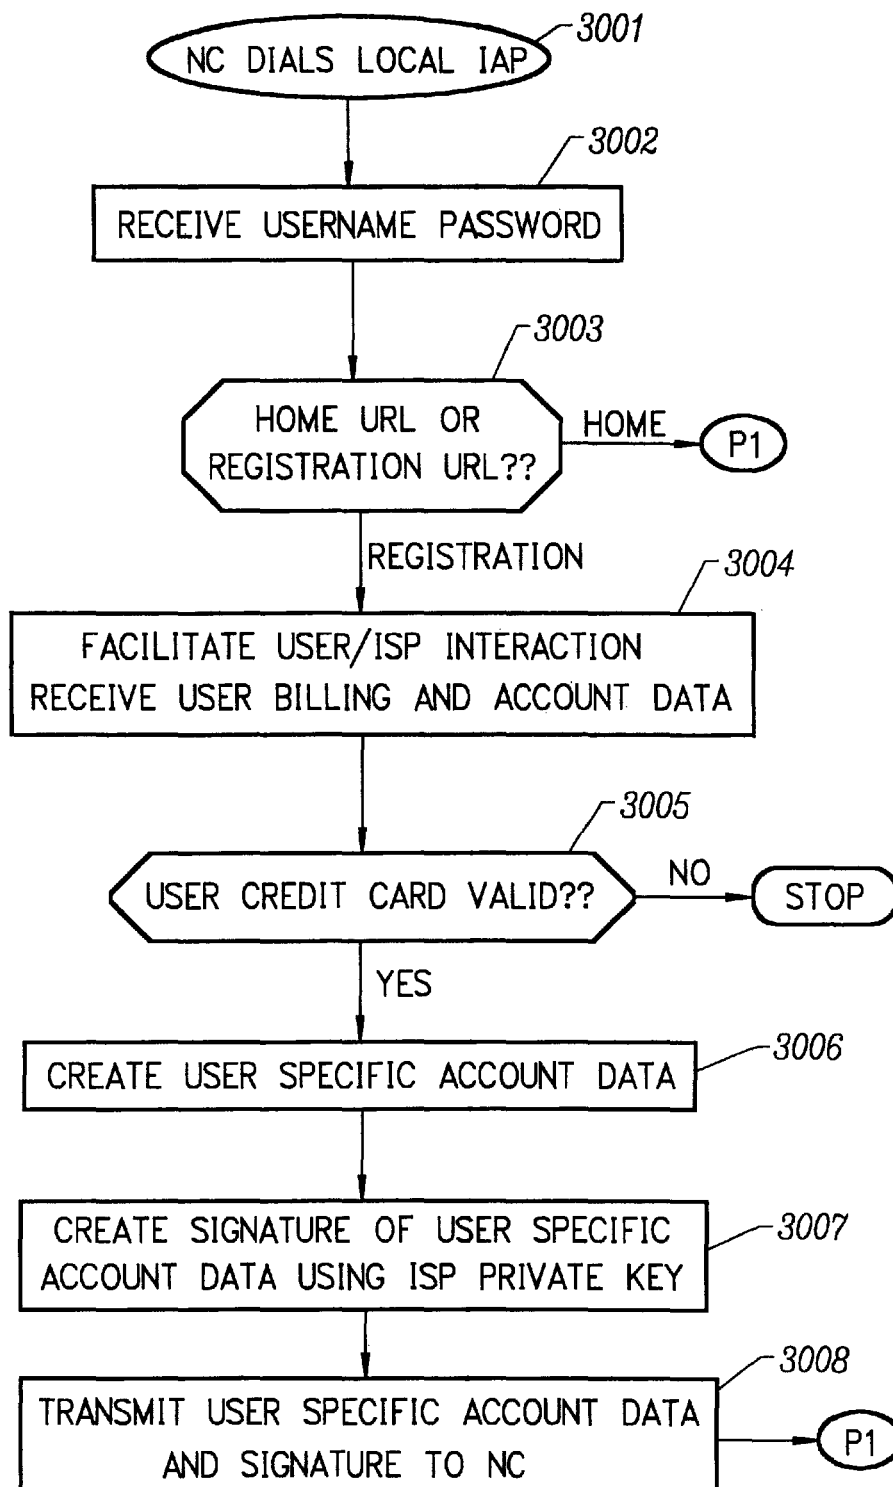 3001
NC DIALS LOCAL IAP
3002
RECEIVE USERNAME PASSWORD
3003
HOME URL OR
REGISTRATION URL??
HOME
P1
REGISTRATION
3004
FACILITATE USER/ISP INTERACTION
RECEIVE USER BILLING AND ACCOUNT DATA
3005
USER CREDIT CARD VALID??
NO
STOP
YES
3006
CREATE USER SPECIFIC ACCOUNT DATA
3007
CREATE SIGNATURE OF USER SPECIFIC
ACCOUNT DATA USING ISP PRIVATE KEY
3008
TRANSMIT USER SPECIFIC ACCOUNT DATA
AND SIGNATURE TO NC
P1